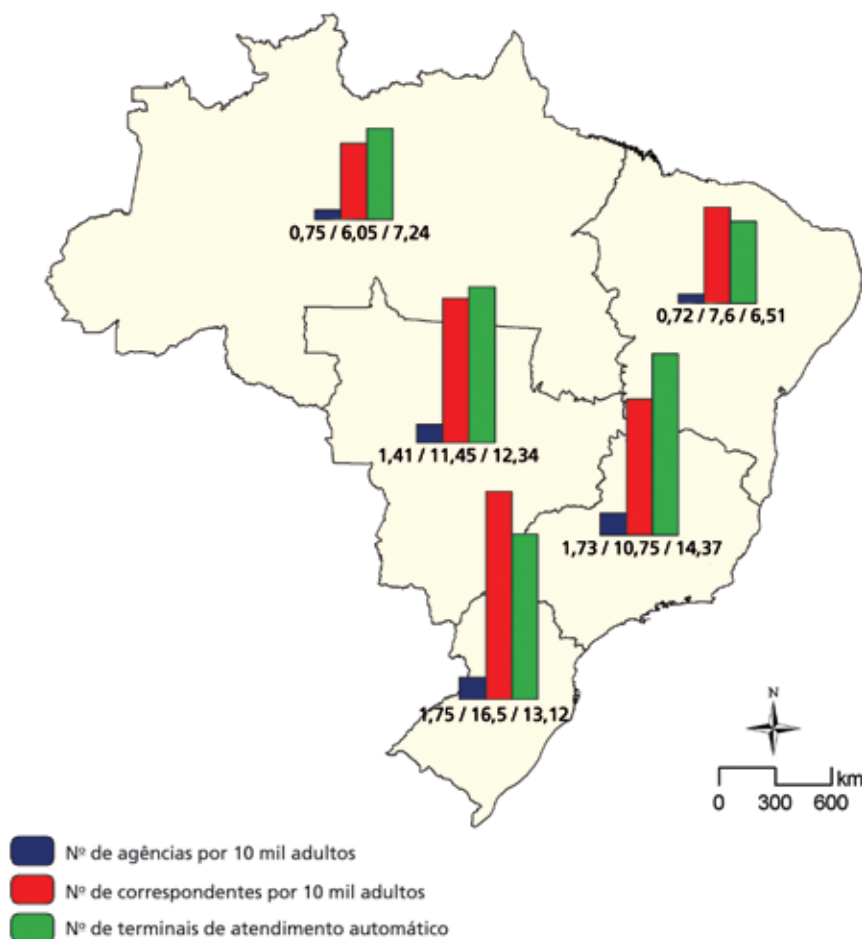 0,75 / 6,05 / 7,24
0,72 / 7,6 / 6,51
1,41 / 11,45 / 12,34
1,73 / 10,75 / 14,37
1,75 / 16,5 / 13,12
N
km
0 300 600
Nº de agências por 10 mil adultos
Nº de correspondentes por 10 mil adultos
Nº de terminais de atendimento automático